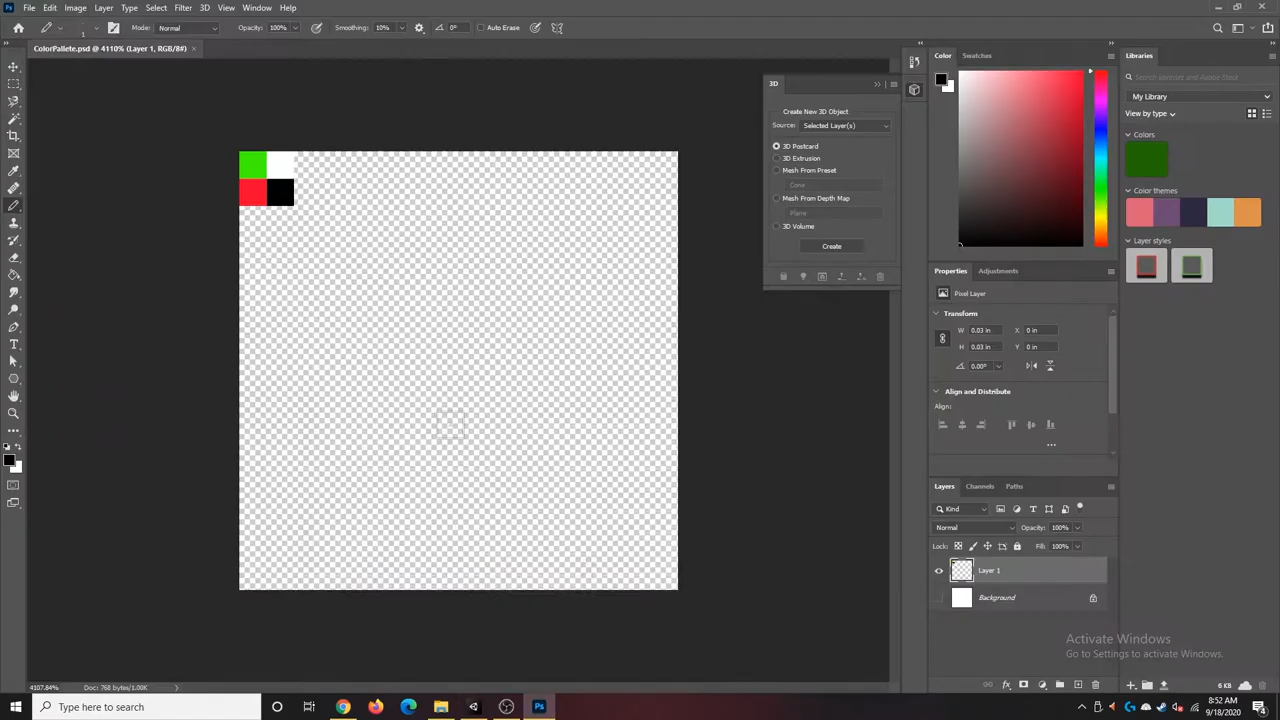 File Edit Image Layer Type Select Filter 3D View Window Help
Mode: Normal Opacity: 100% Smoothing: 10% 0° Auto Erase
ColorPallete.psd @ 4110% (Layer 1, RGB/8#) ×
3D
Create New 3D Object
Source: Selected Layer(s)
3D Postcard
3D Extrusion
Mesh From Preset
Cone
Mesh From Depth Map
Plane
3D Volume
Create
Color Swatches
Properties Adjustments
Pixel Layer
Transform
W 0.03 in X 0 in
H 0.03 in Y 0 in
0.00°
Align and Distribute
Align:
Layers Channels Paths
Kind
Normal Opacity: 100%
Lock: Fill: 100%
Layer 1
Background
Libraries
Search Isolated and Adobe Stock
My Library
View by type
Colors
Color themes
Layer styles
6 KB
Activate Windows
Go to Settings to activate Windows.
4107.84% Doc: 768 bytes/1.00K
Type here to search
Ps
8:52 AM
9/18/2020